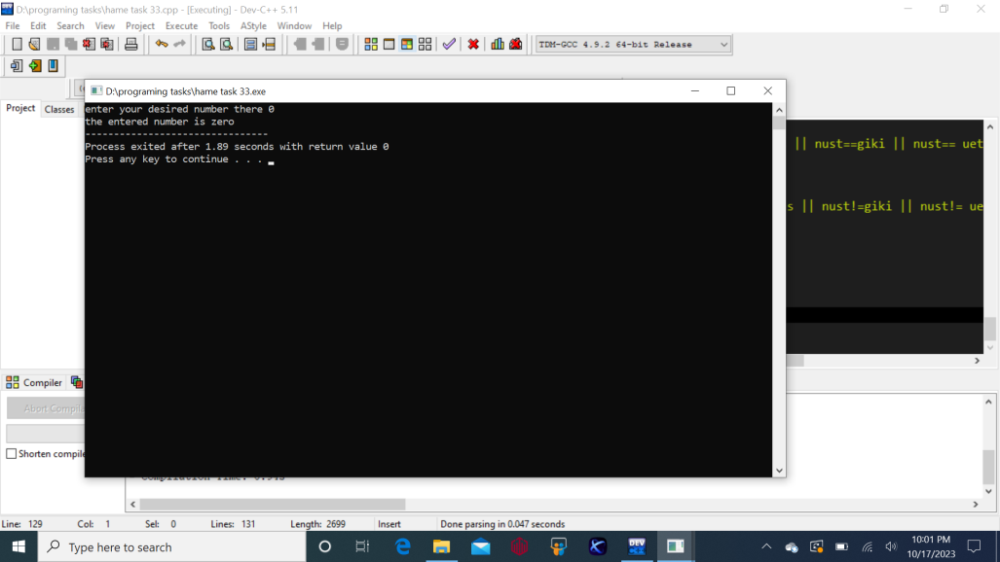 D:\programing tasks\hame task 33.cpp - [Executing] - Dev-C++ 5.11
File Edit Search View Project Execute Tools AStyle Window Help
TDM-GCC 4.9.2 64-bit Release
D:\programing tasks\hame task 33.exe
Project Classes
enter your desired number there 0
the entered number is zero
--------------------------------
Process exited after 1.89 seconds with return value 0
Press any key to continue . . .
|| nust==giki || nust== uet
s || nust!=giki || nust!= ue
Compiler
Abort Compile
Shorten compile
Line: 129 Col: 1 Sel: 0 Lines: 131 Length: 2699 Insert Done parsing in 0.047 seconds
Type here to search
DEV
10:01 PM
10/17/2023